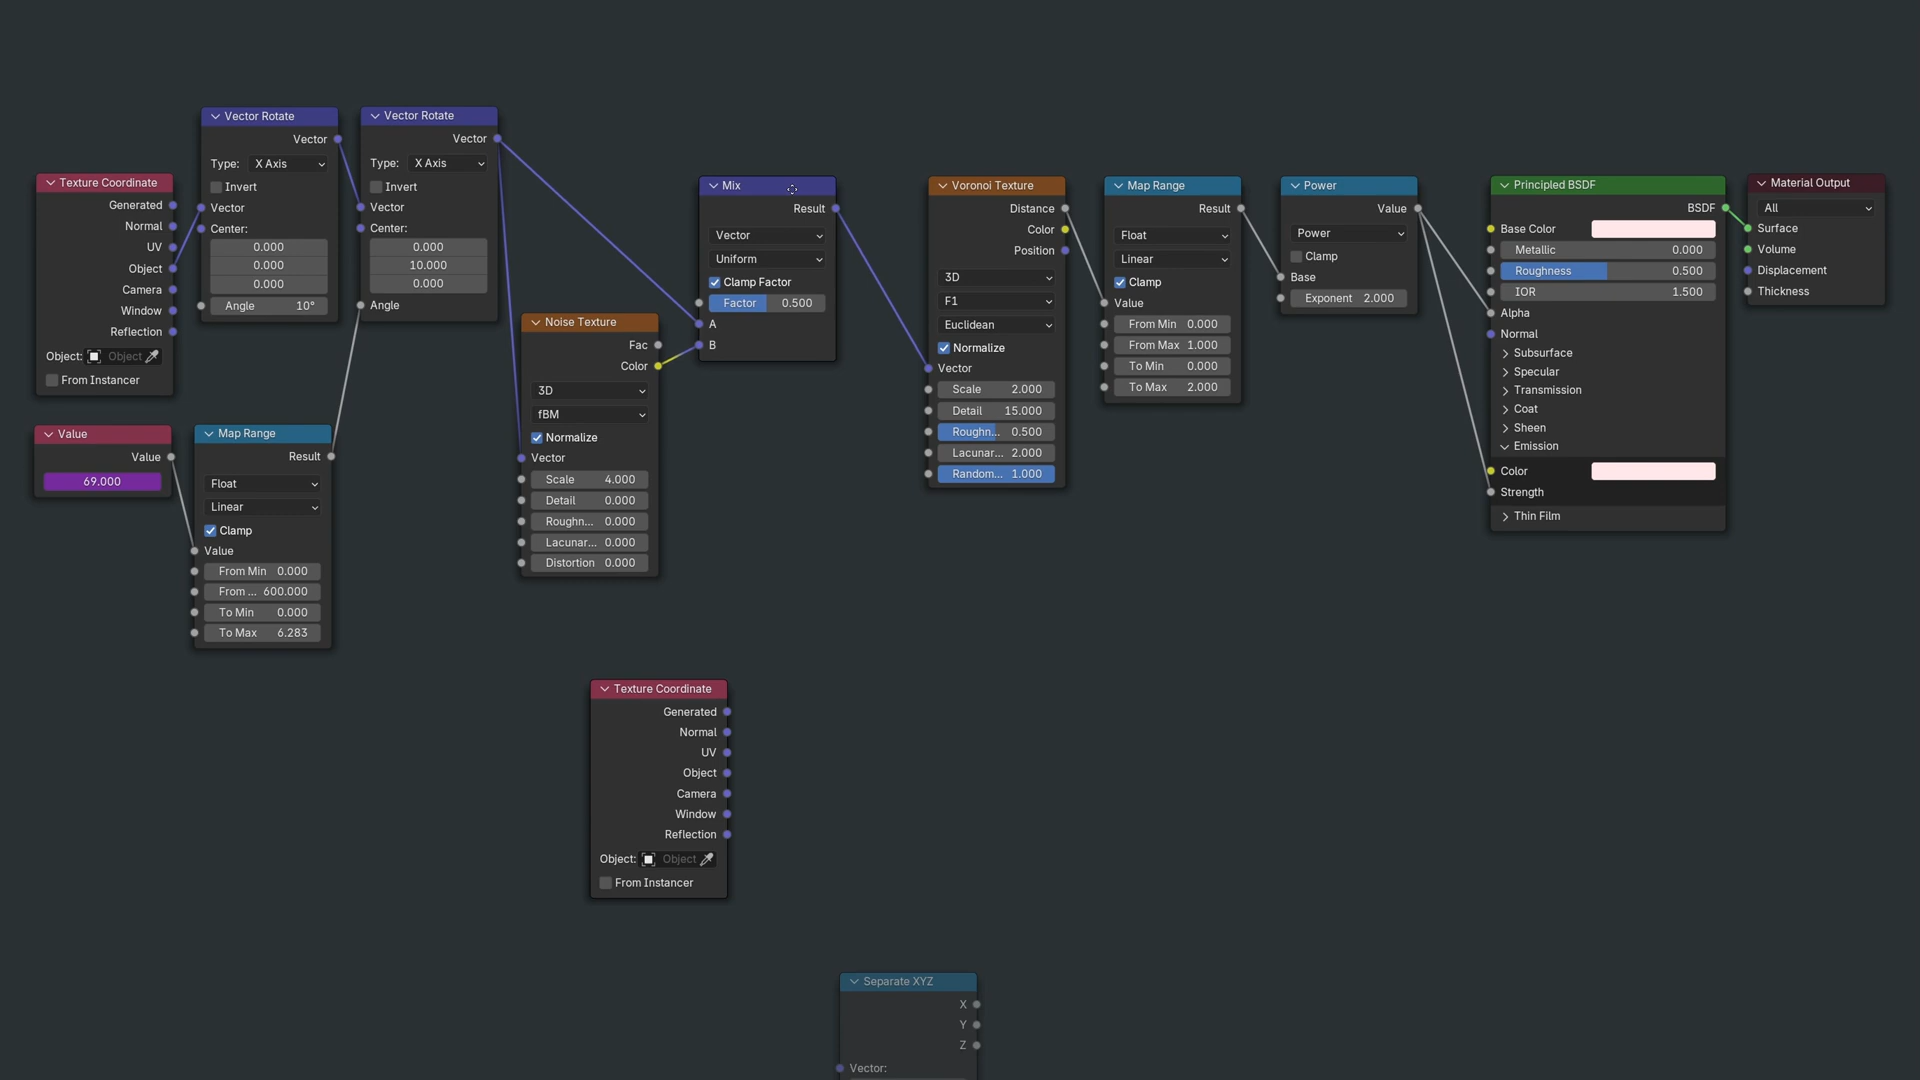 Texture Coordinate
Generated
Normal
UV
Object
Camera
Window
Reflection
Object: Object
From Instancer
Vector Rotate
Vector
Type: X Axis
Invert
Vector
Center:
0.000
0.000
0.000
Angle 10°
Vector Rotate
Vector
Type: X Axis
Invert
Vector
Center:
0.000
10.000
0.000
Angle
Value
Value
69.000
Map Range
Result
Float
Linear
Clamp
Value
From Min 0.000
From ... 600.000
To Min 0.000
To Max 6.283
Noise Texture
Fac
Color
3D
fBM
Normalize
Vector
Scale 4.000
Detail 0.000
Roughn... 0.000
Lacunar... 0.000
Distortion 0.000
Mix
Result
Vector
Uniform
Clamp Factor
Factor 0.500
A
B
Voronoi Texture
Distance
Color
Position
3D
F1
Euclidean
Normalize
Vector
Scale 2.000
Detail 15.000
Roughn... 0.500
Lacunar... 2.000
Random... 1.000
Map Range
Result
Float
Linear
Clamp
Value
From Min 0.000
From Max 1.000
To Min 0.000
To Max 2.000
Power
Value
Power
Clamp
Base
Exponent 2.000
Principled BSDF
BSDF
Base Color
Metallic 0.000
Roughness 0.500
IOR 1.500
Alpha
Normal
Subsurface
Specular
Transmission
Coat
Sheen
Emission
Color
Strength
Thin Film
Material Output
All
Surface
Volume
Displacement
Thickness
Texture Coordinate
Generated
Normal
UV
Object
Camera
Window
Reflection
Object: Object
From Instancer
Separate XYZ
X
Y
Z
Vector: